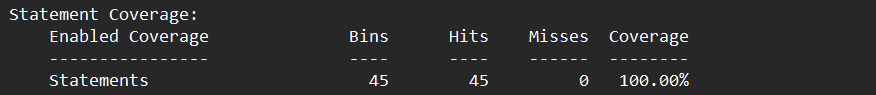 Statement Coverage:
    Enabled Coverage              Bins      Hits    Misses  Coverage
    ----------------              ----      ----    ------  --------
    Statements                      45        45         0   100.00%